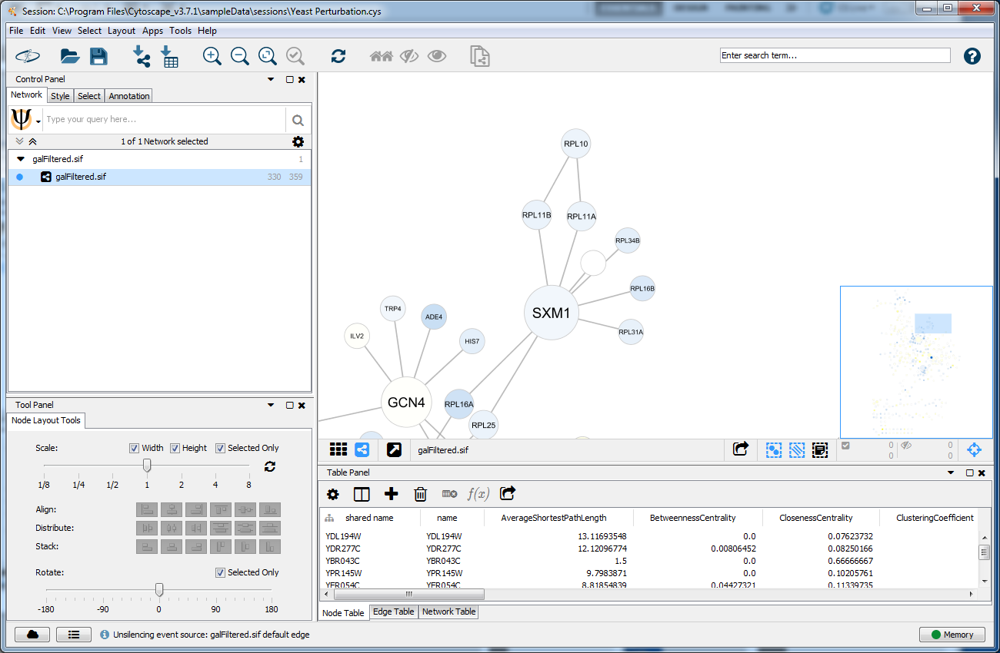 Session: C:\Program Files\Cytoscape_v3.7.1\sampleData\sessions\Yeast Perturbation.cys
File Edit View Select Layout Apps Tools Help
Enter search term...
Control Panel
Network Style Select Annotation
Type your query here...
1 of 1 Network selected
galFiltered.sif 1
galFiltered.sif 330 359
RPL10
RPL11B RPL11A
RPL34B
RPL16B
SXM1
RPL31A
TRP4
ADE4
ILV2
HIS7
GCN4
RPL16A
RPL25
Tool Panel
Node Layout Tools
Scale: Width Height Selected Only
1/8 1/4 1/2 1 2 4 8
Align:
Distribute:
Stack:
Rotate: Selected Only
-180 -90 0 90 180
galFiltered.sif 0 0
0 0
Table Panel
f(x)
shared name name AverageShortestPathLength BetweennessCentrality ClosenessCentrality ClusteringCoefficient
YDL194W YDL194W 13.11693548 0.0 0.07623732
YDR277C YDR277C 12.12096774 0.00806452 0.08250166
YBR043C YBR043C 1.5 0.0 0.66666667
YPR145W YPR145W 9.7983871 0.0 0.10205761
YER054C YER054C 8.81854839 0.04427321 0.11339735
Node Table Edge Table Network Table
Unsilencing event source: galFiltered.sif default edge
Memory